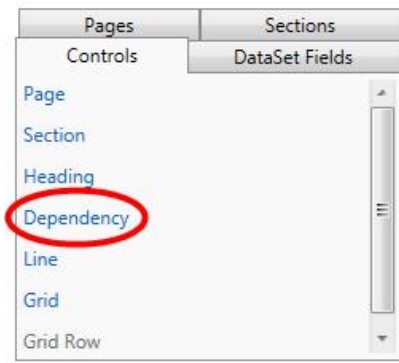 Pages Sections
Controls DataSet Fields
Page
Section
Heading
Dependency
Line
Grid
Grid Row